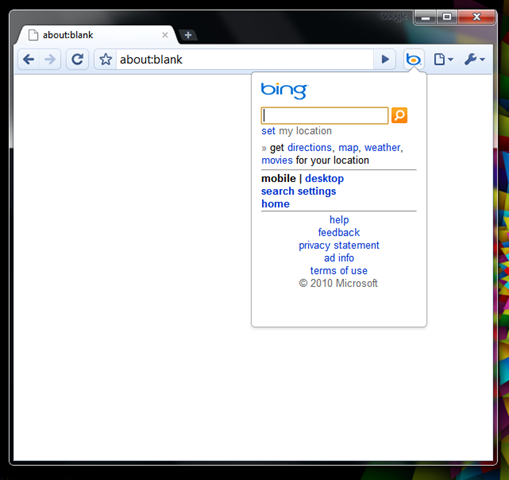 Google
about:blank
about:blank
bing
set my location
» get directions, map, weather,
movies for your location
mobile | desktop
search settings
home
help
feedback
privacy statement
ad info
terms of use
© 2010 Microsoft